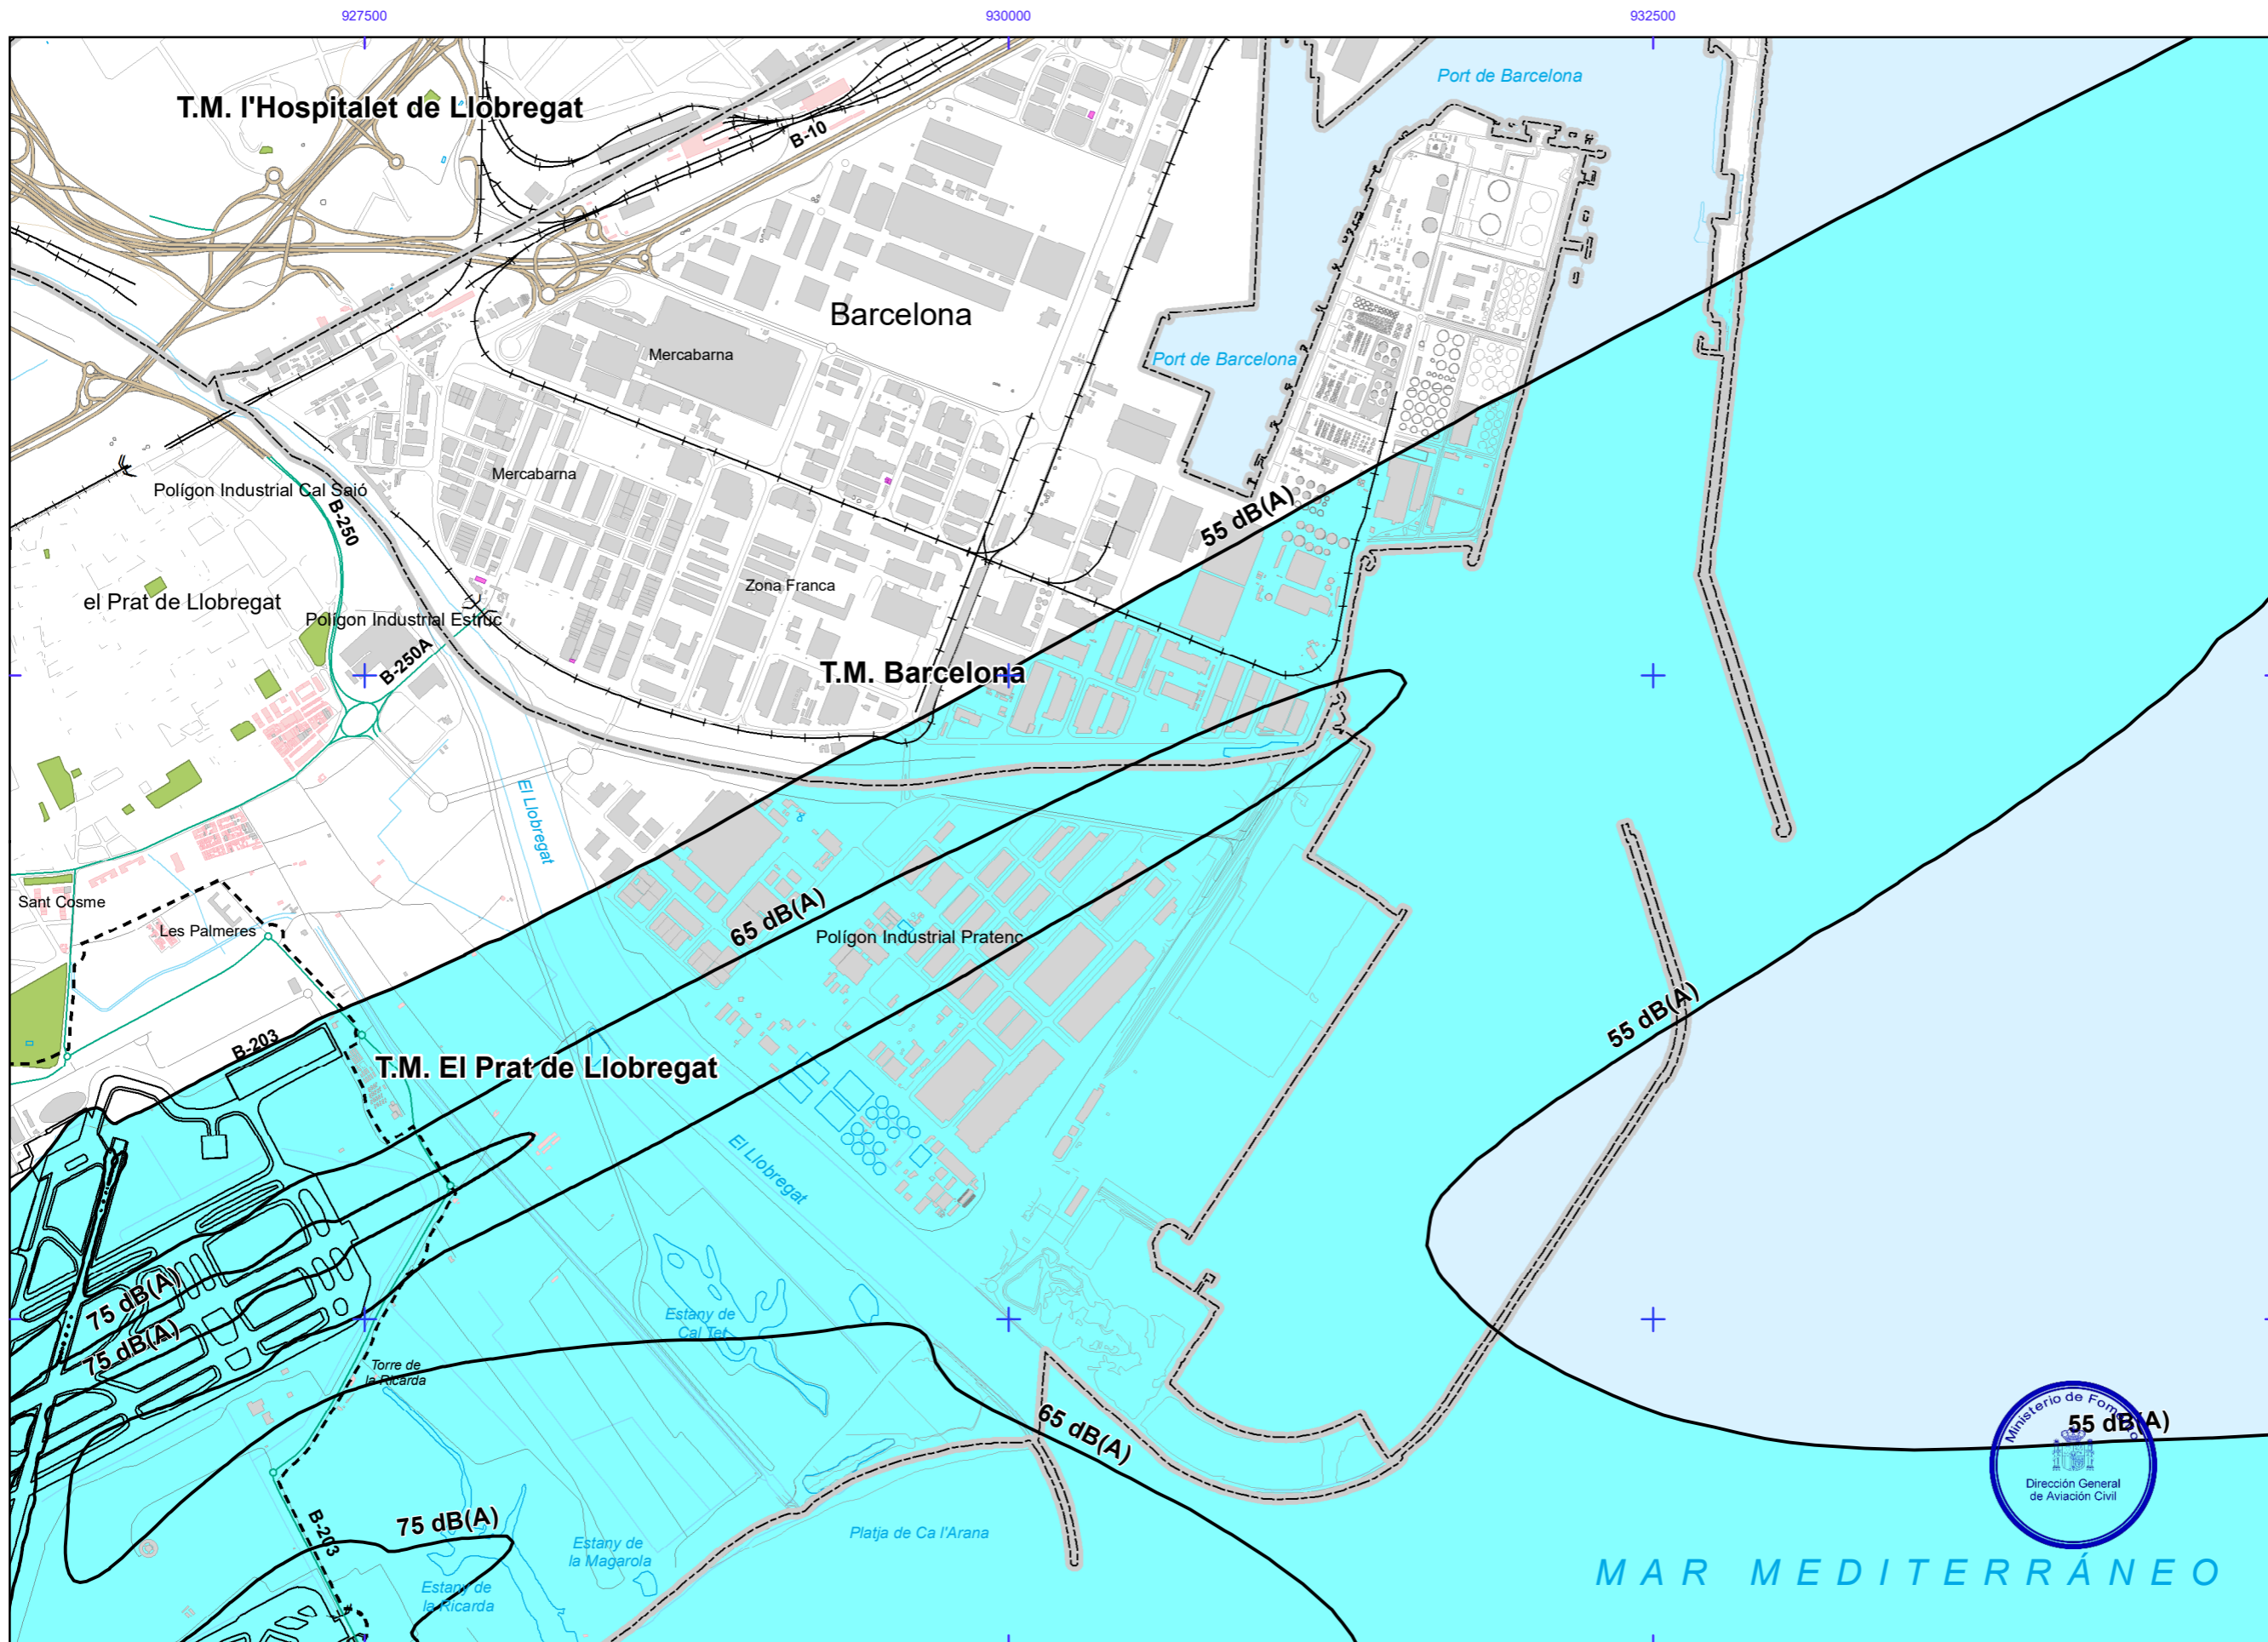 927500
930000
932500
Port de Barcelona
T.M. l'Hospitalet de Llobregat
B-10
Barcelona
Mercabarna
Port de Barcelona
Mercabarna
Polígon Industrial Cal Saió
B-250
55 dB(A)
Zona Franca
el Prat de Llobregat
Polígon Industrial Estruc
B-250A
T.M. Barcelona
El Llobregat
Sant Cosme
65 dB(A)
Les Palmeres
Polígon Industrial Pratenc
55 dB(A)
B-203
T.M. El Prat de Llobregat
El Llobregat
75 dB(A)
75 dB(A)
Estany de
Cal Tet
Torre de
la Ricarda
65 dB(A)
55 dB(A)
Ministerio de Fomento
Dirección General
de Aviación Civil
75 dB(A)
B-203
Platja de Ca l'Arana
Estany de
la Magarola
Estany de
la Ricarda
MAR MEDITERRÁNEO